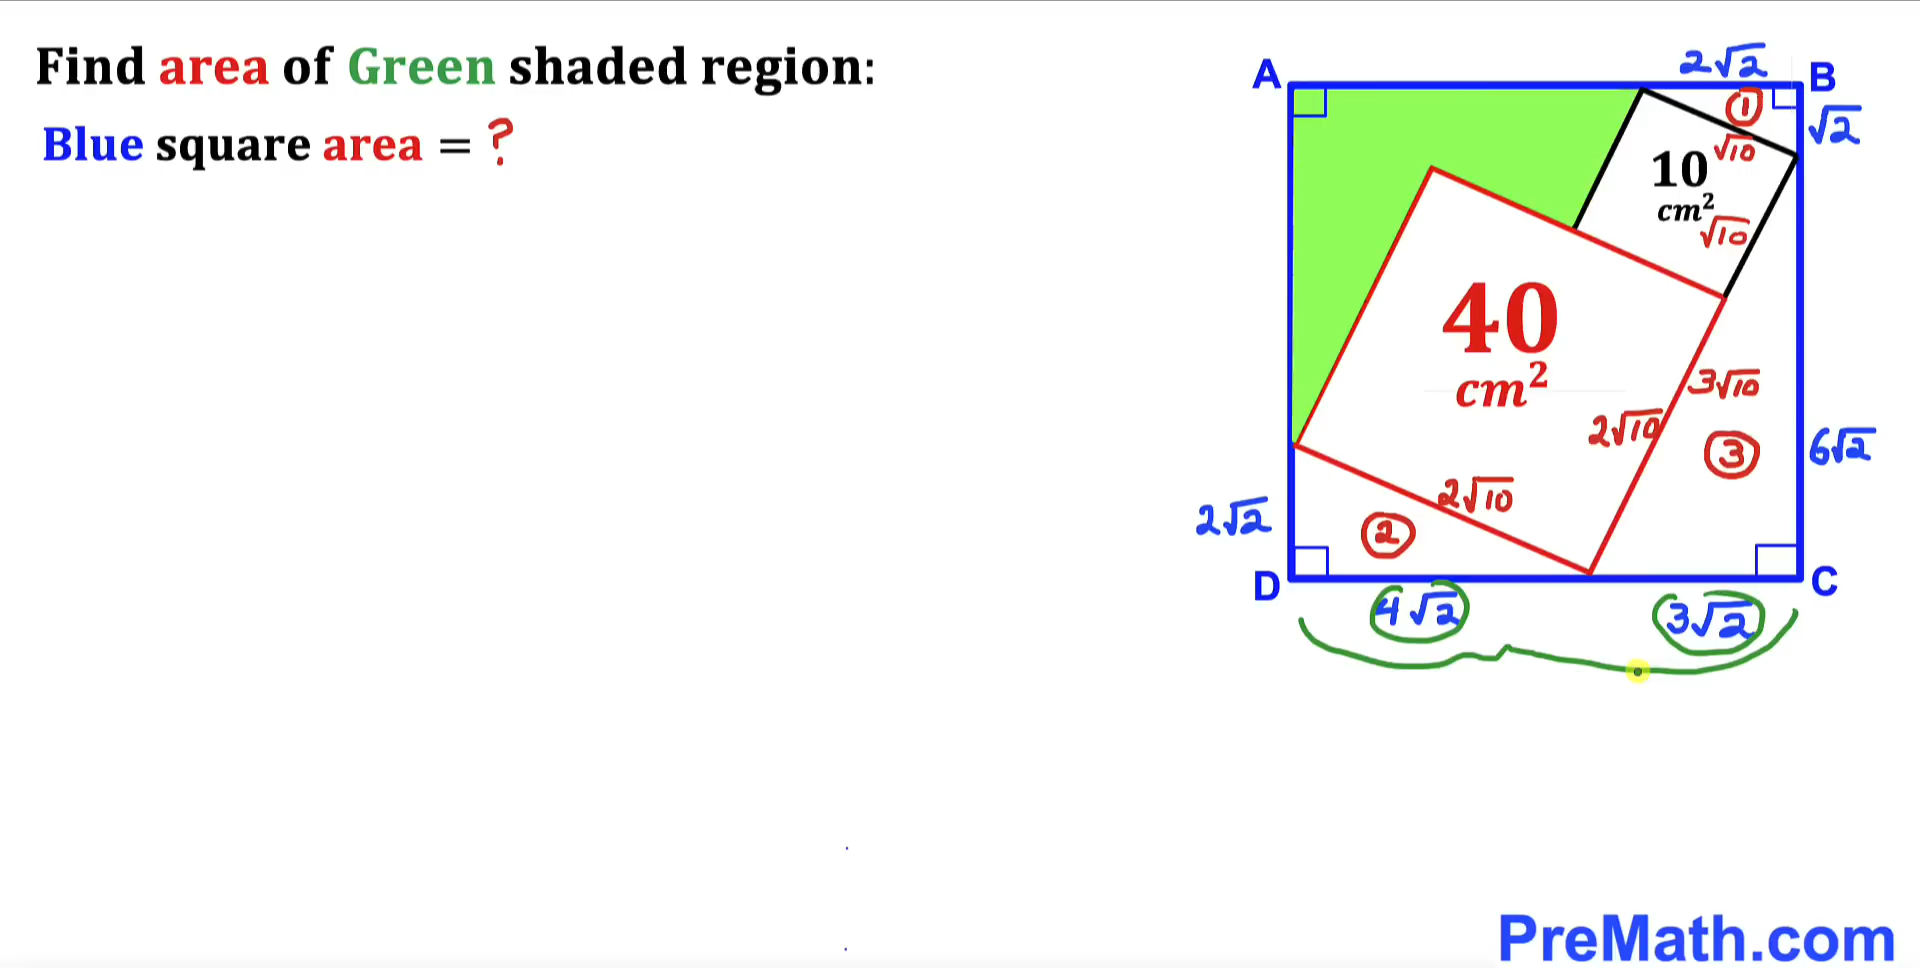 Find area of Green shaded region:
Blue square area = ?
A
2√2
B
①
√2
√10
10
cm²
√10
40
cm²
3√10
2√10
③
6√2
2√10
2√2
②
D
C
4√2
3√2
PreMath.com